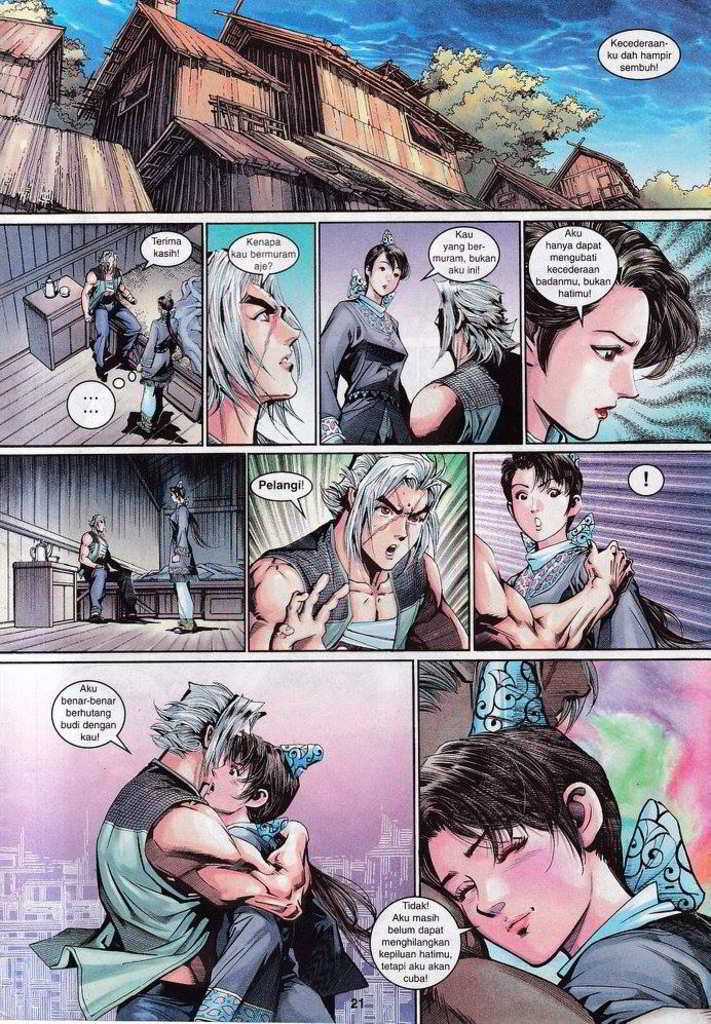 Kecederaan-
ku dah hampir
sembuh!
Terima
kasih!
...
...
Kenapa
kau bermuram
aje?
Kau
yang ber-
muram, bukan
aku ini!
Aku
hanya dapat
mengubati
kecederaan
badanmu, bukan
hatimu!
Pelangi!
!
Aku
benar-benar
berhutang
budi dengan
kau!
Tidak!
Aku masih
belum dapat
menghilangkan
kepiluan hatimu,
tetapi aku akan
cuba!
21